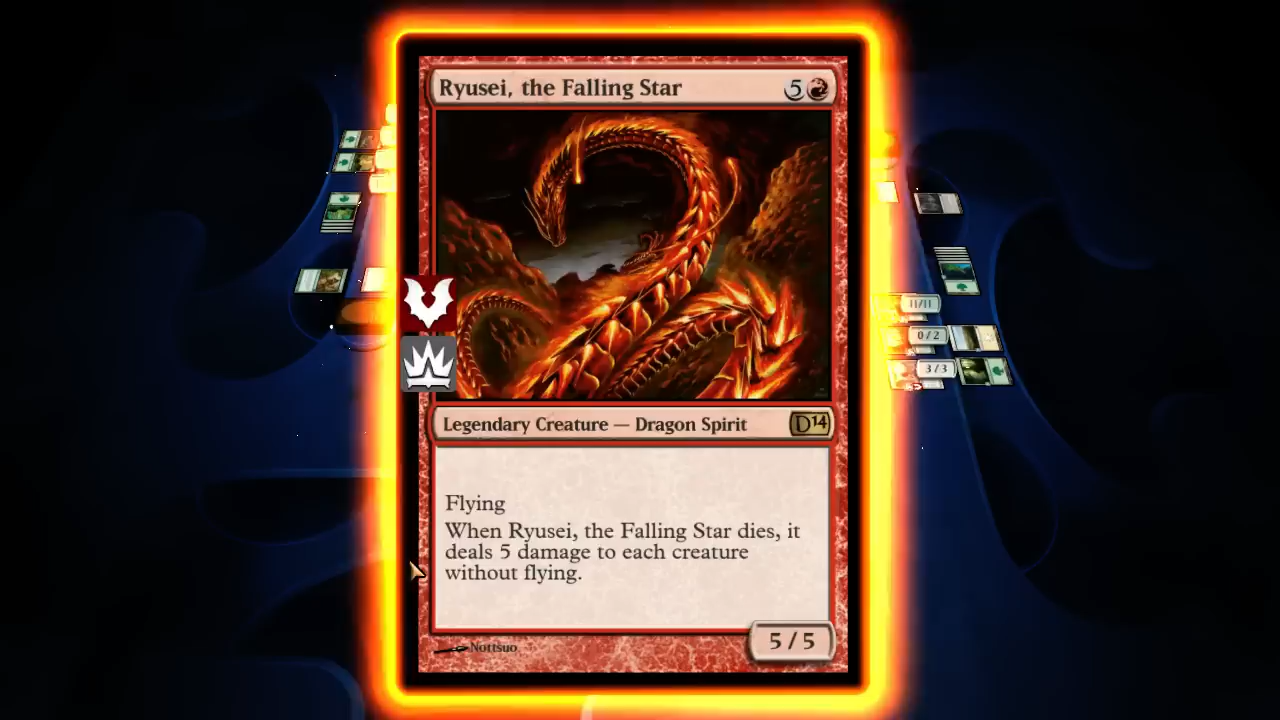 Ryusei, the Falling Star 5
11/11
0/2
3/3
Legendary Creature — Dragon Spirit D14
Flying
When Ryusei, the Falling Star dies, it
deals 5 damage to each creature
without flying.
5/5
Nottsuo